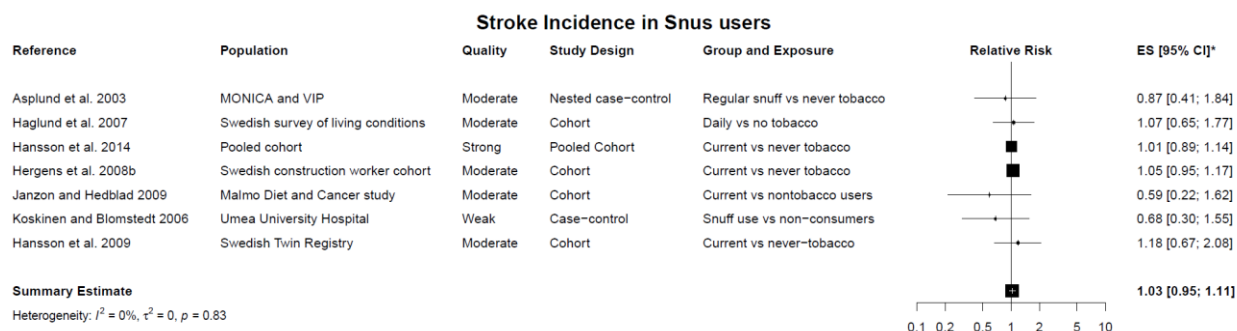 Stroke Incidence in Snus users
Reference Population Quality Study Design Group and Exposure Relative Risk ES [95% CI]*
Asplund et al. 2003 MONICA and VIP Moderate Nested case−control Regular snuff vs never tobacco 0.87 [0.41; 1.84]
Haglund et al. 2007 Swedish survey of living conditions Moderate Cohort Daily vs no tobacco 1.07 [0.65; 1.77]
Hansson et al. 2014 Pooled cohort Strong Pooled Cohort Current vs never tobacco 1.01 [0.89; 1.14]
Hergens et al. 2008b Swedish construction worker cohort Moderate Cohort Current vs never tobacco 1.05 [0.95; 1.17]
Janzon and Hedblad 2009 Malmo Diet and Cancer study Moderate Cohort Current vs nontobacco users 0.59 [0.22; 1.62]
Koskinen and Blomstedt 2006 Umea University Hospital Weak Case−control Snuff use vs non−consumers 0.68 [0.30; 1.55]
Hansson et al. 2009 Swedish Twin Registry Moderate Cohort Current vs never−tobacco 1.18 [0.67; 2.08]
Summary Estimate 1.03 [0.95; 1.11]
Heterogeneity: I² = 0%, τ² = 0, p = 0.83
0.1 0.2 0.5 1 2 5 10